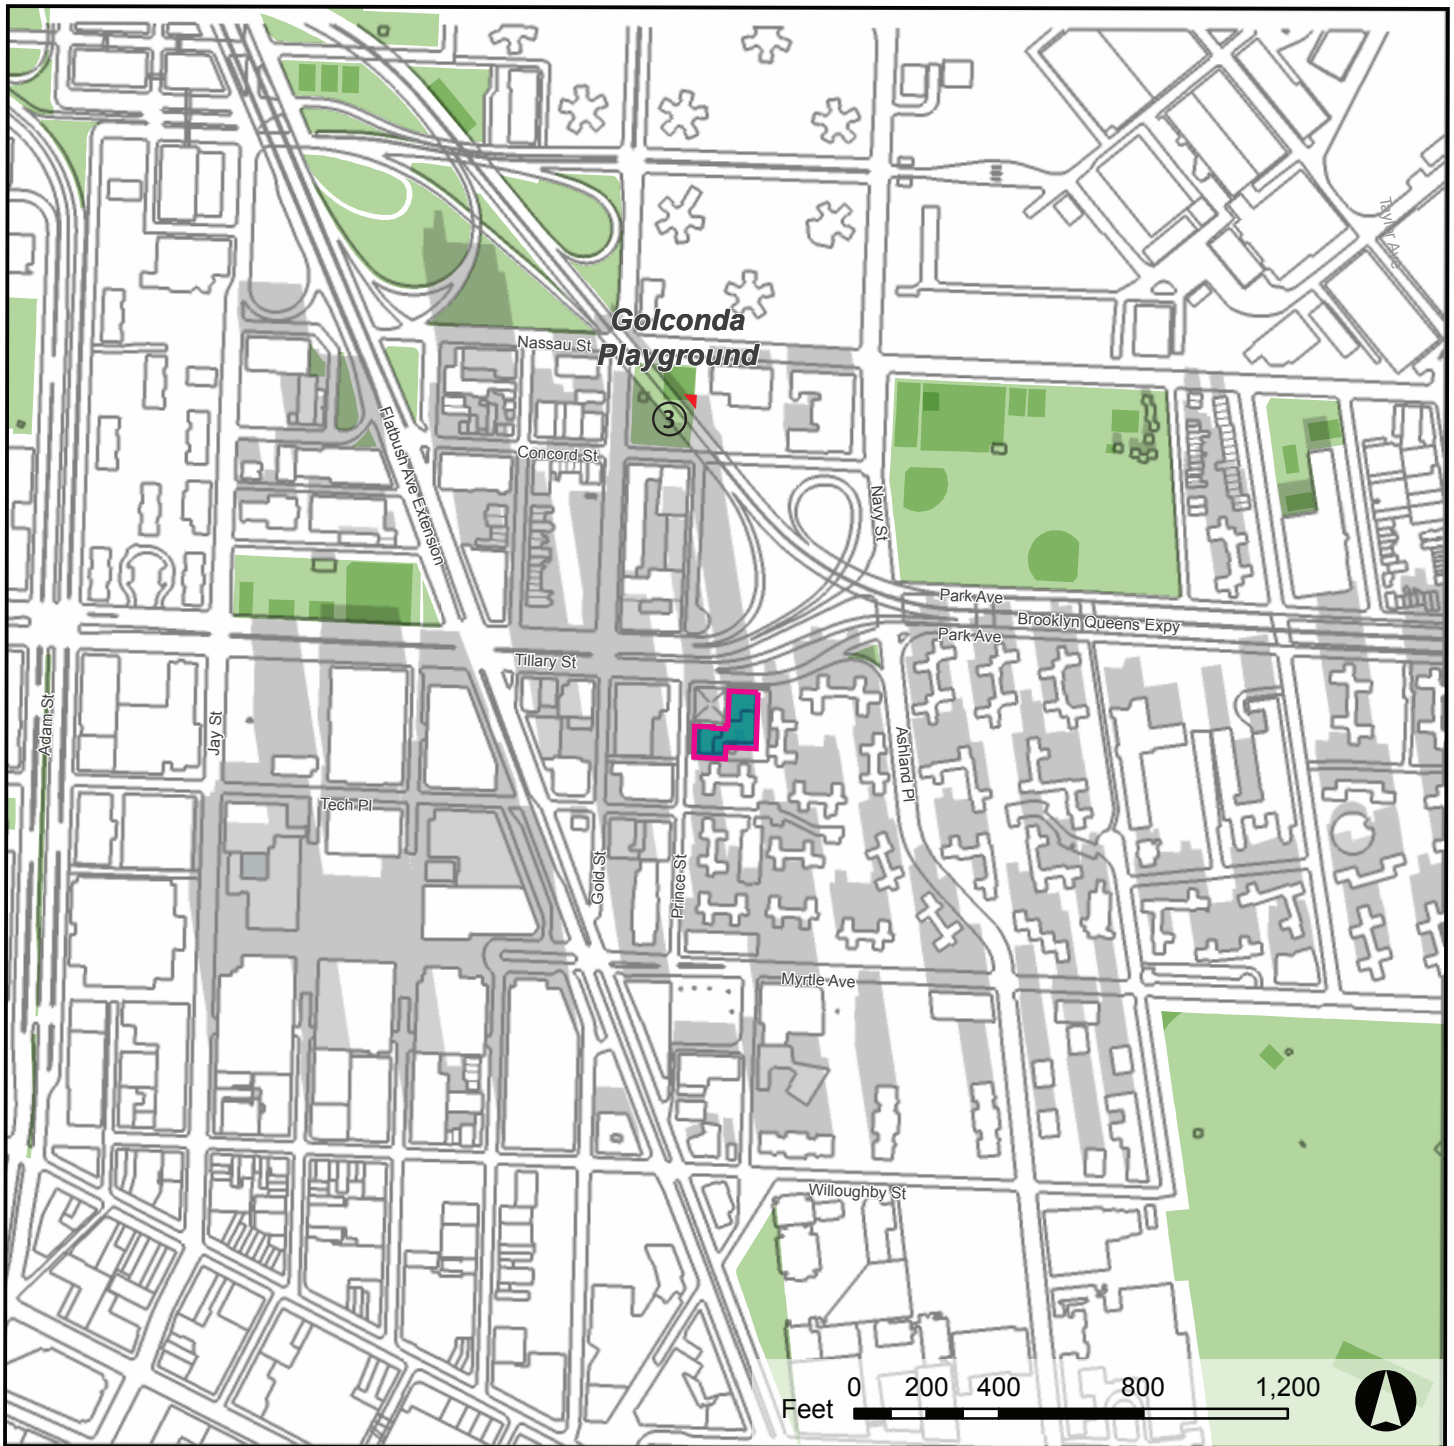 Taylor Ave
Golconda
Playground
Nassau St
3
Concord St
Flatbush Ave Extension
Navy St
Park Ave
Brooklyn Queens Expy
Park Ave
Tillary St
Adam St
Jay St
Ashland Pl
Tech Pl
Gold St
Prince St
Myrtle Ave
Willoughby St
0 200 400 800 1,200
Feet